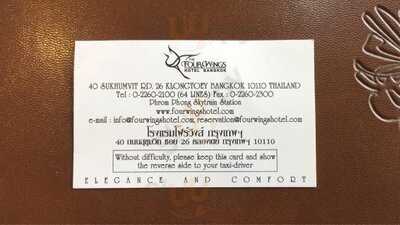 THE
FOURWINGS
HOTEL BANGKOK
40 SUKHUMVIT RD. 26 KLONGTOEY BANGKOK 10110 THAILAND
Tel : 0-2260-2100 (64 LINES) Fax : 0-2260-2300
Phrom Phong Skytrain Station
www.fourwingshotel.com
e-mail : info@fourwingshotel.com, reservation@fourwingshotel.com
โรงแรมโฟร์วิงส์ กรุงเทพฯ
40 ถนนสุขุมวิท ซอย 26 คลองเตย กรุงเทพฯ 10110
Without difficulty, please keep this card and show
the reverse side to your taxi-driver
ELEGANCE AND COMFORT